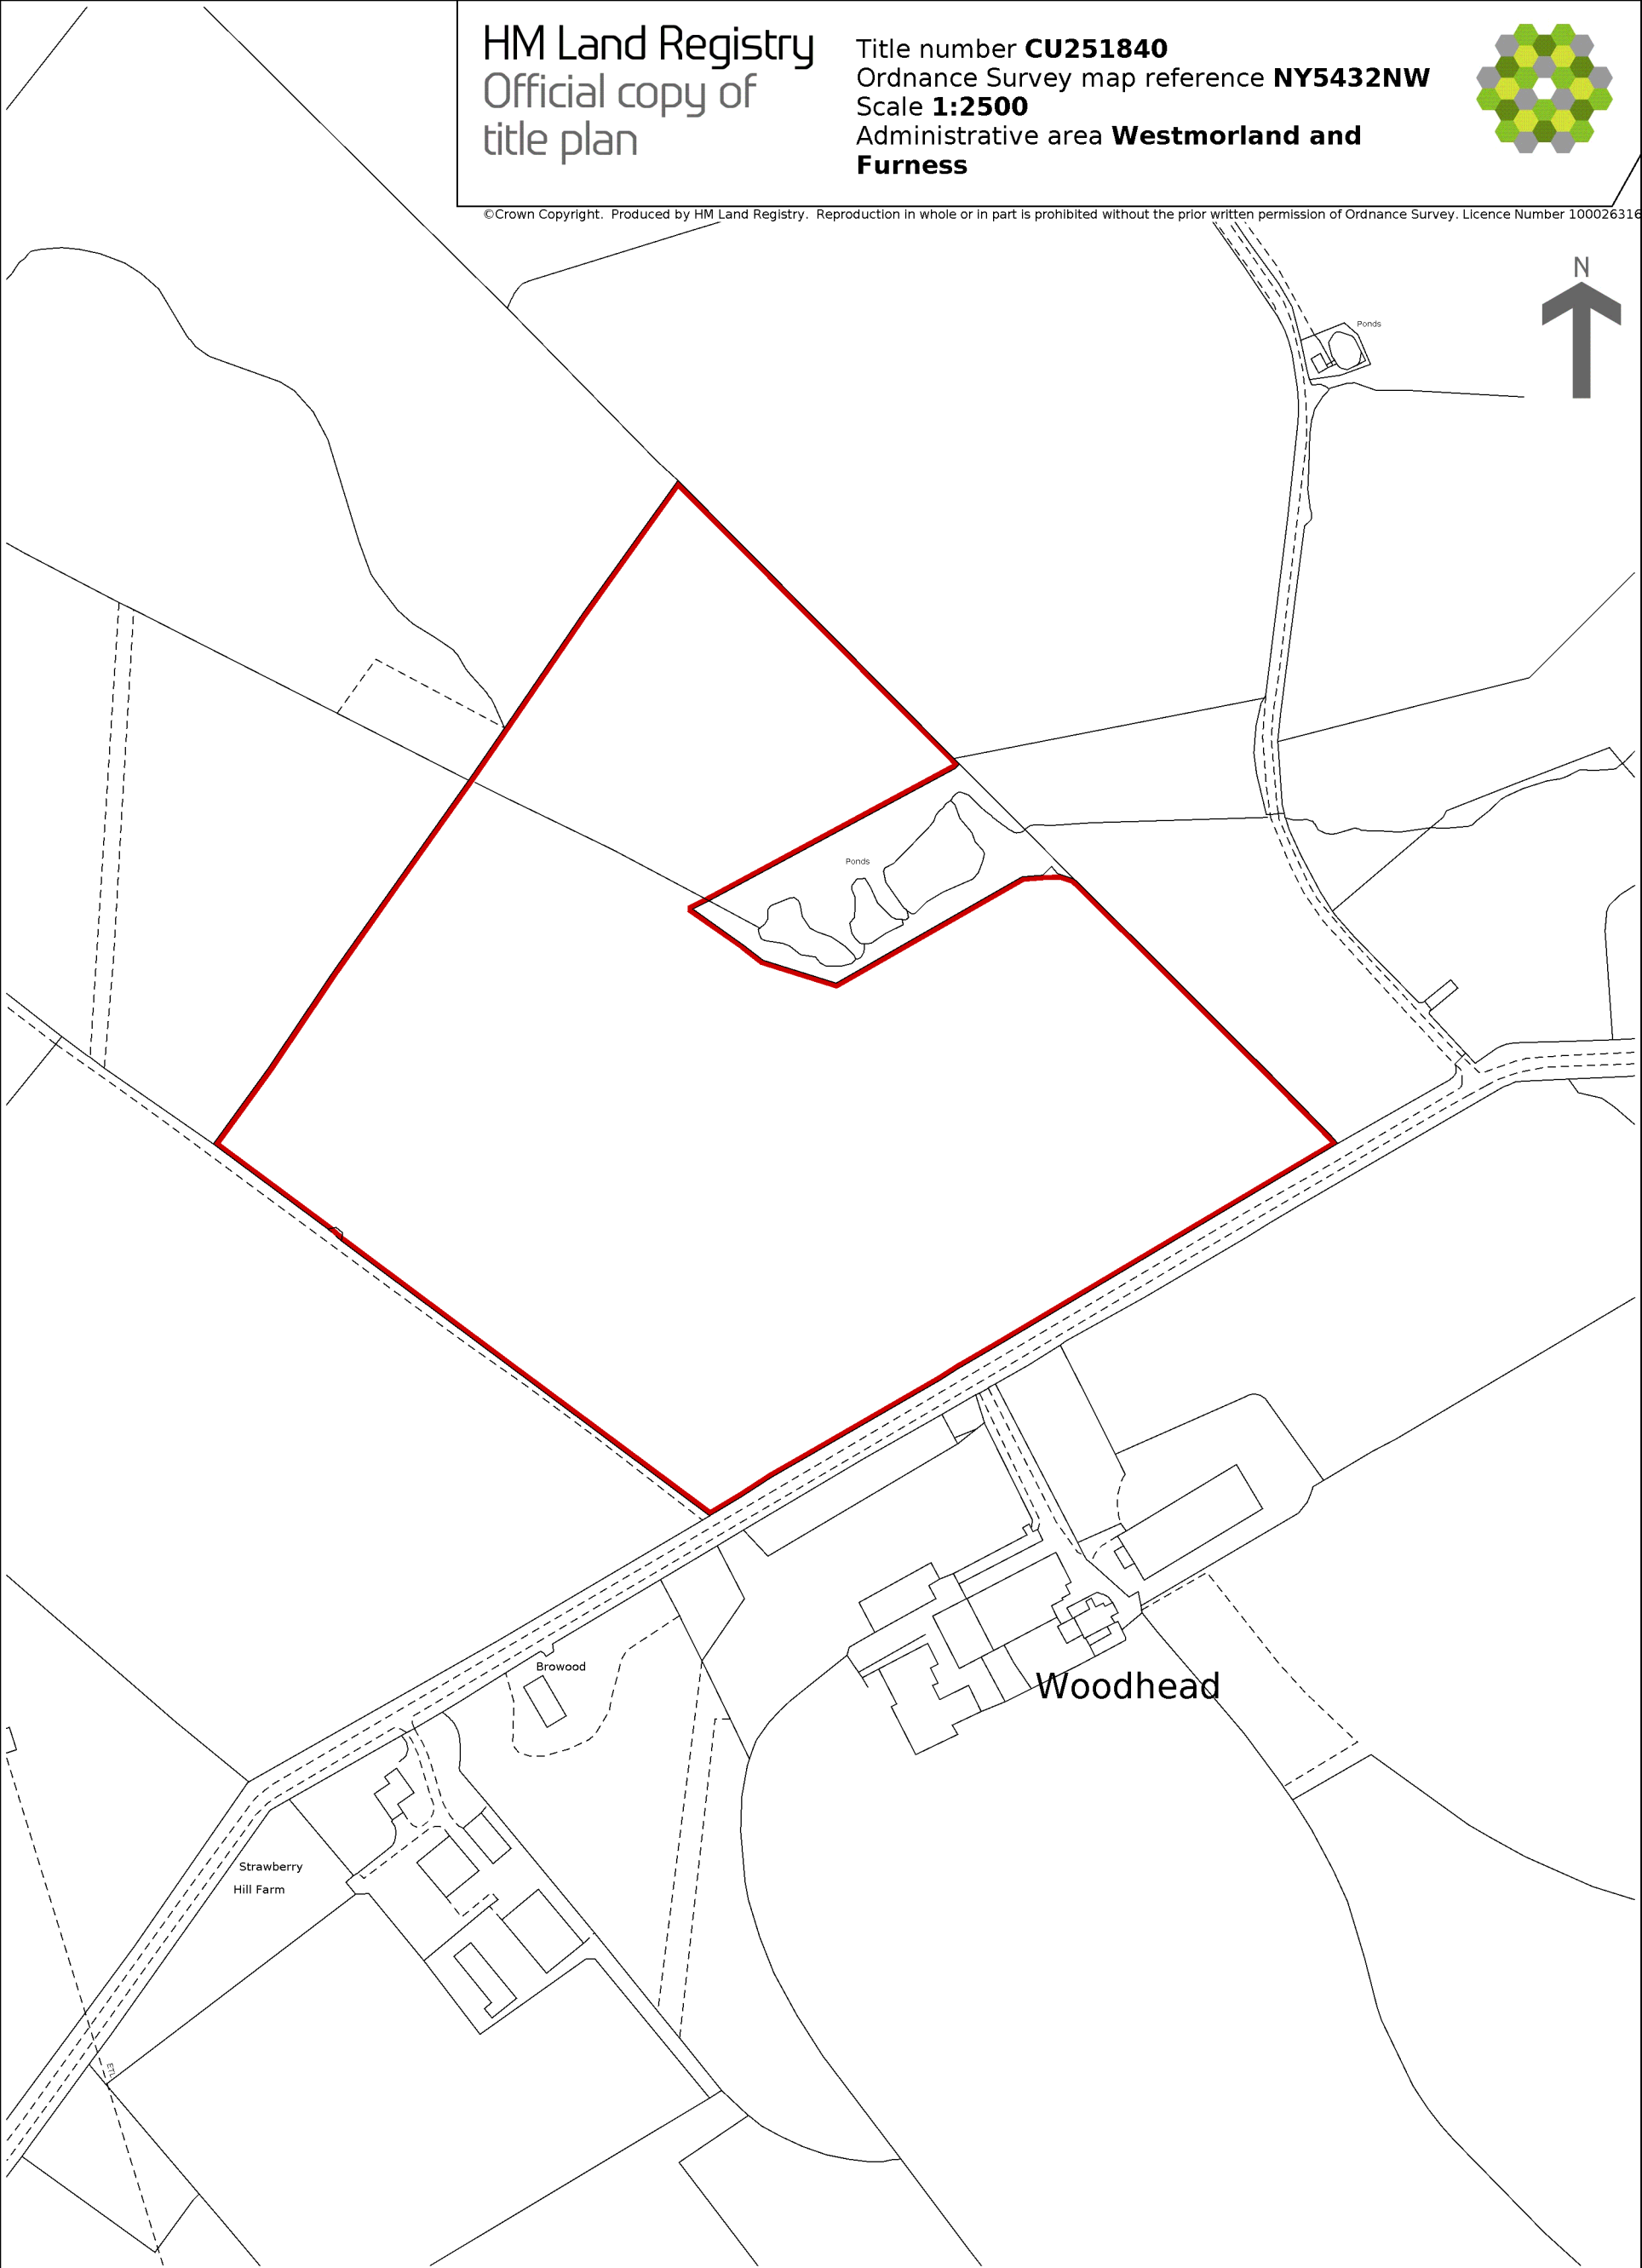 HM Land Registry
Official copy of
title plan
Title number CU251840
Ordnance Survey map reference NY5432NW
Scale 1:2500
Administrative area Westmorland and
Furness
©Crown Copyright. Produced by HM Land Registry. Reproduction in whole or in part is prohibited without the prior written permission of Ordnance Survey. Licence Number 100026316
N
Ponds
Ponds
Browood
Woodhead
Strawberry
Hill Farm
ETL